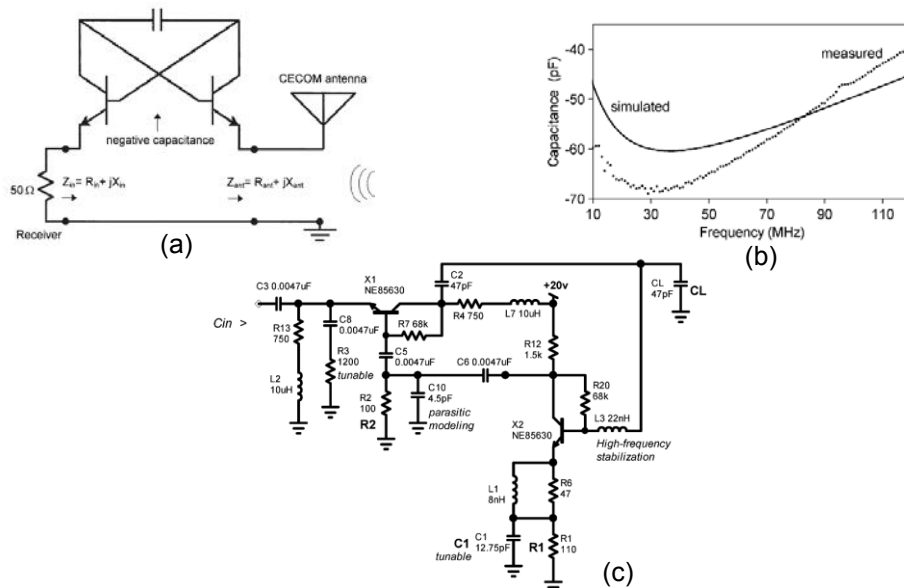 CECOM antenna
negative capacitance
50 Ω
Zin= Rin+ jXin
Zant= Rant+ jXant
Receiver
(a)
Capacitance (pF)
-40
-50
-60
-70
measured
simulated
10
30
50
70
90
110
Frequency (MHz)
(b)
C3 0.0047uF
X1
NE85630
C2
47pF
+20v
CL
47pF
CL
Cin >
R13
750
C8
0.0047uF
R7 68k
R4 750
L7 10uH
R12
1.5k
R3
1200
tunable
C5
0.0047uF
C6 0.0047uF
L2
10uH
R2
100
R2
C10
4.5pF
parasitic
modeling
R20
68k
L3 22nH
X2
NE85630
High-frequency
stabilization
L1
8nH
R6
47
C1
tunable
C1
12.75pF
R1
R1
110
(c)